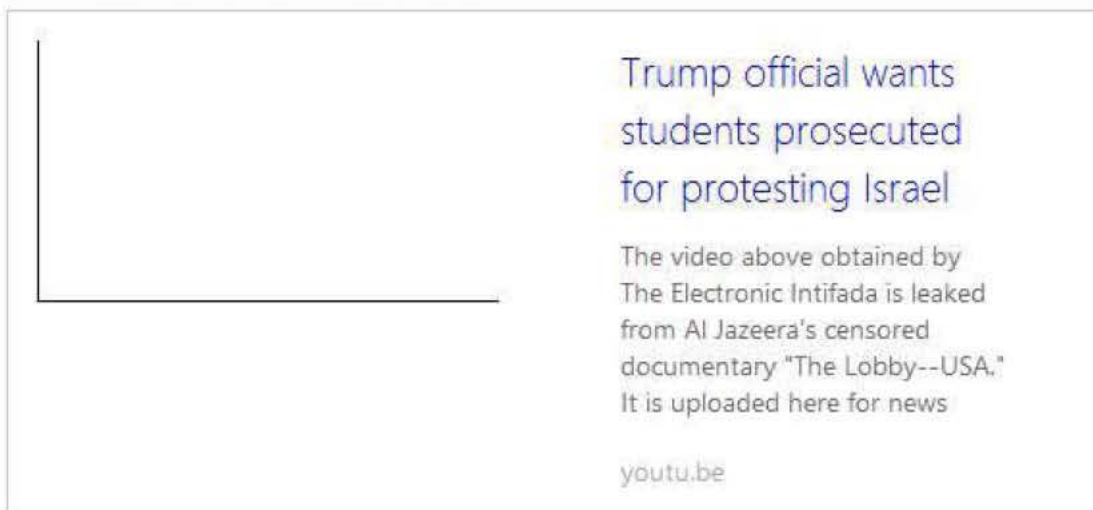 Trump official wants
students prosecuted
for protesting Israel
The video above obtained by
The Electronic Intifada is leaked
from Al Jazeera's censored
documentary "The Lobby--USA."
It is uploaded here for news
youtu.be